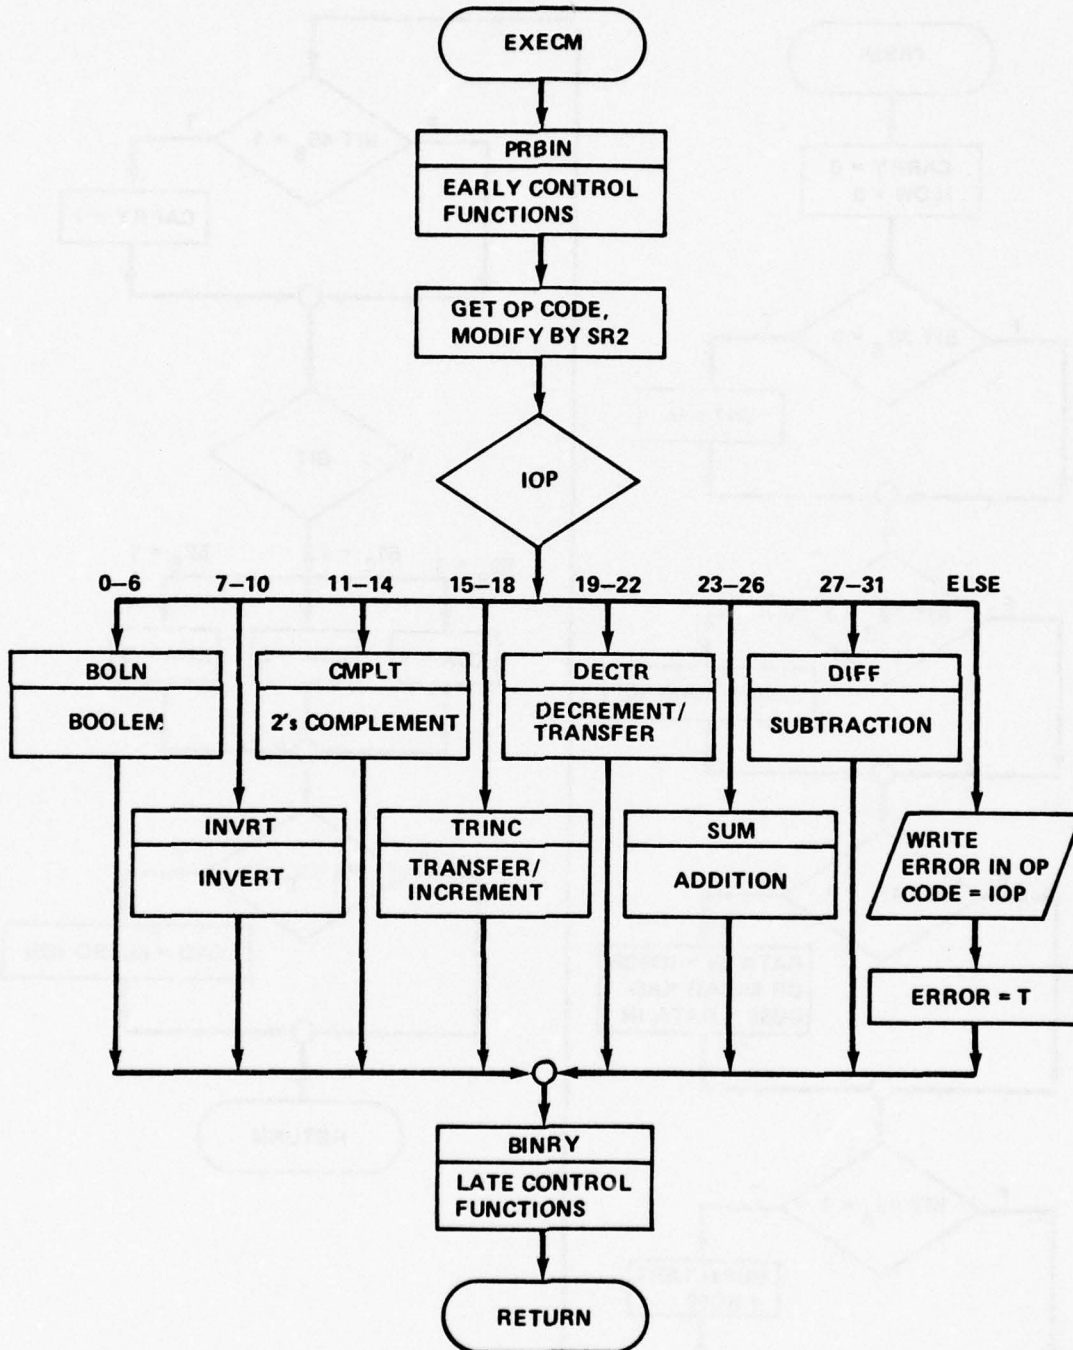 EXECM
PRBIN
EARLY CONTROL
FUNCTIONS
GET OP CODE,
MODIFY BY SR2
IOP
0–6 7–10 11–14 15–18 19–22 23–26 27–31 ELSE
BOLN
BOOLEM
CMPLT
2's COMPLEMENT
DECTR
DECREMENT/
TRANSFER
DIFF
SUBTRACTION
INVRT
INVERT
TRINC
TRANSFER/
INCREMENT
SUM
ADDITION
WRITE
ERROR IN OP
CODE = IOP
ERROR = T
BINRY
LATE CONTROL
FUNCTIONS
RETURN